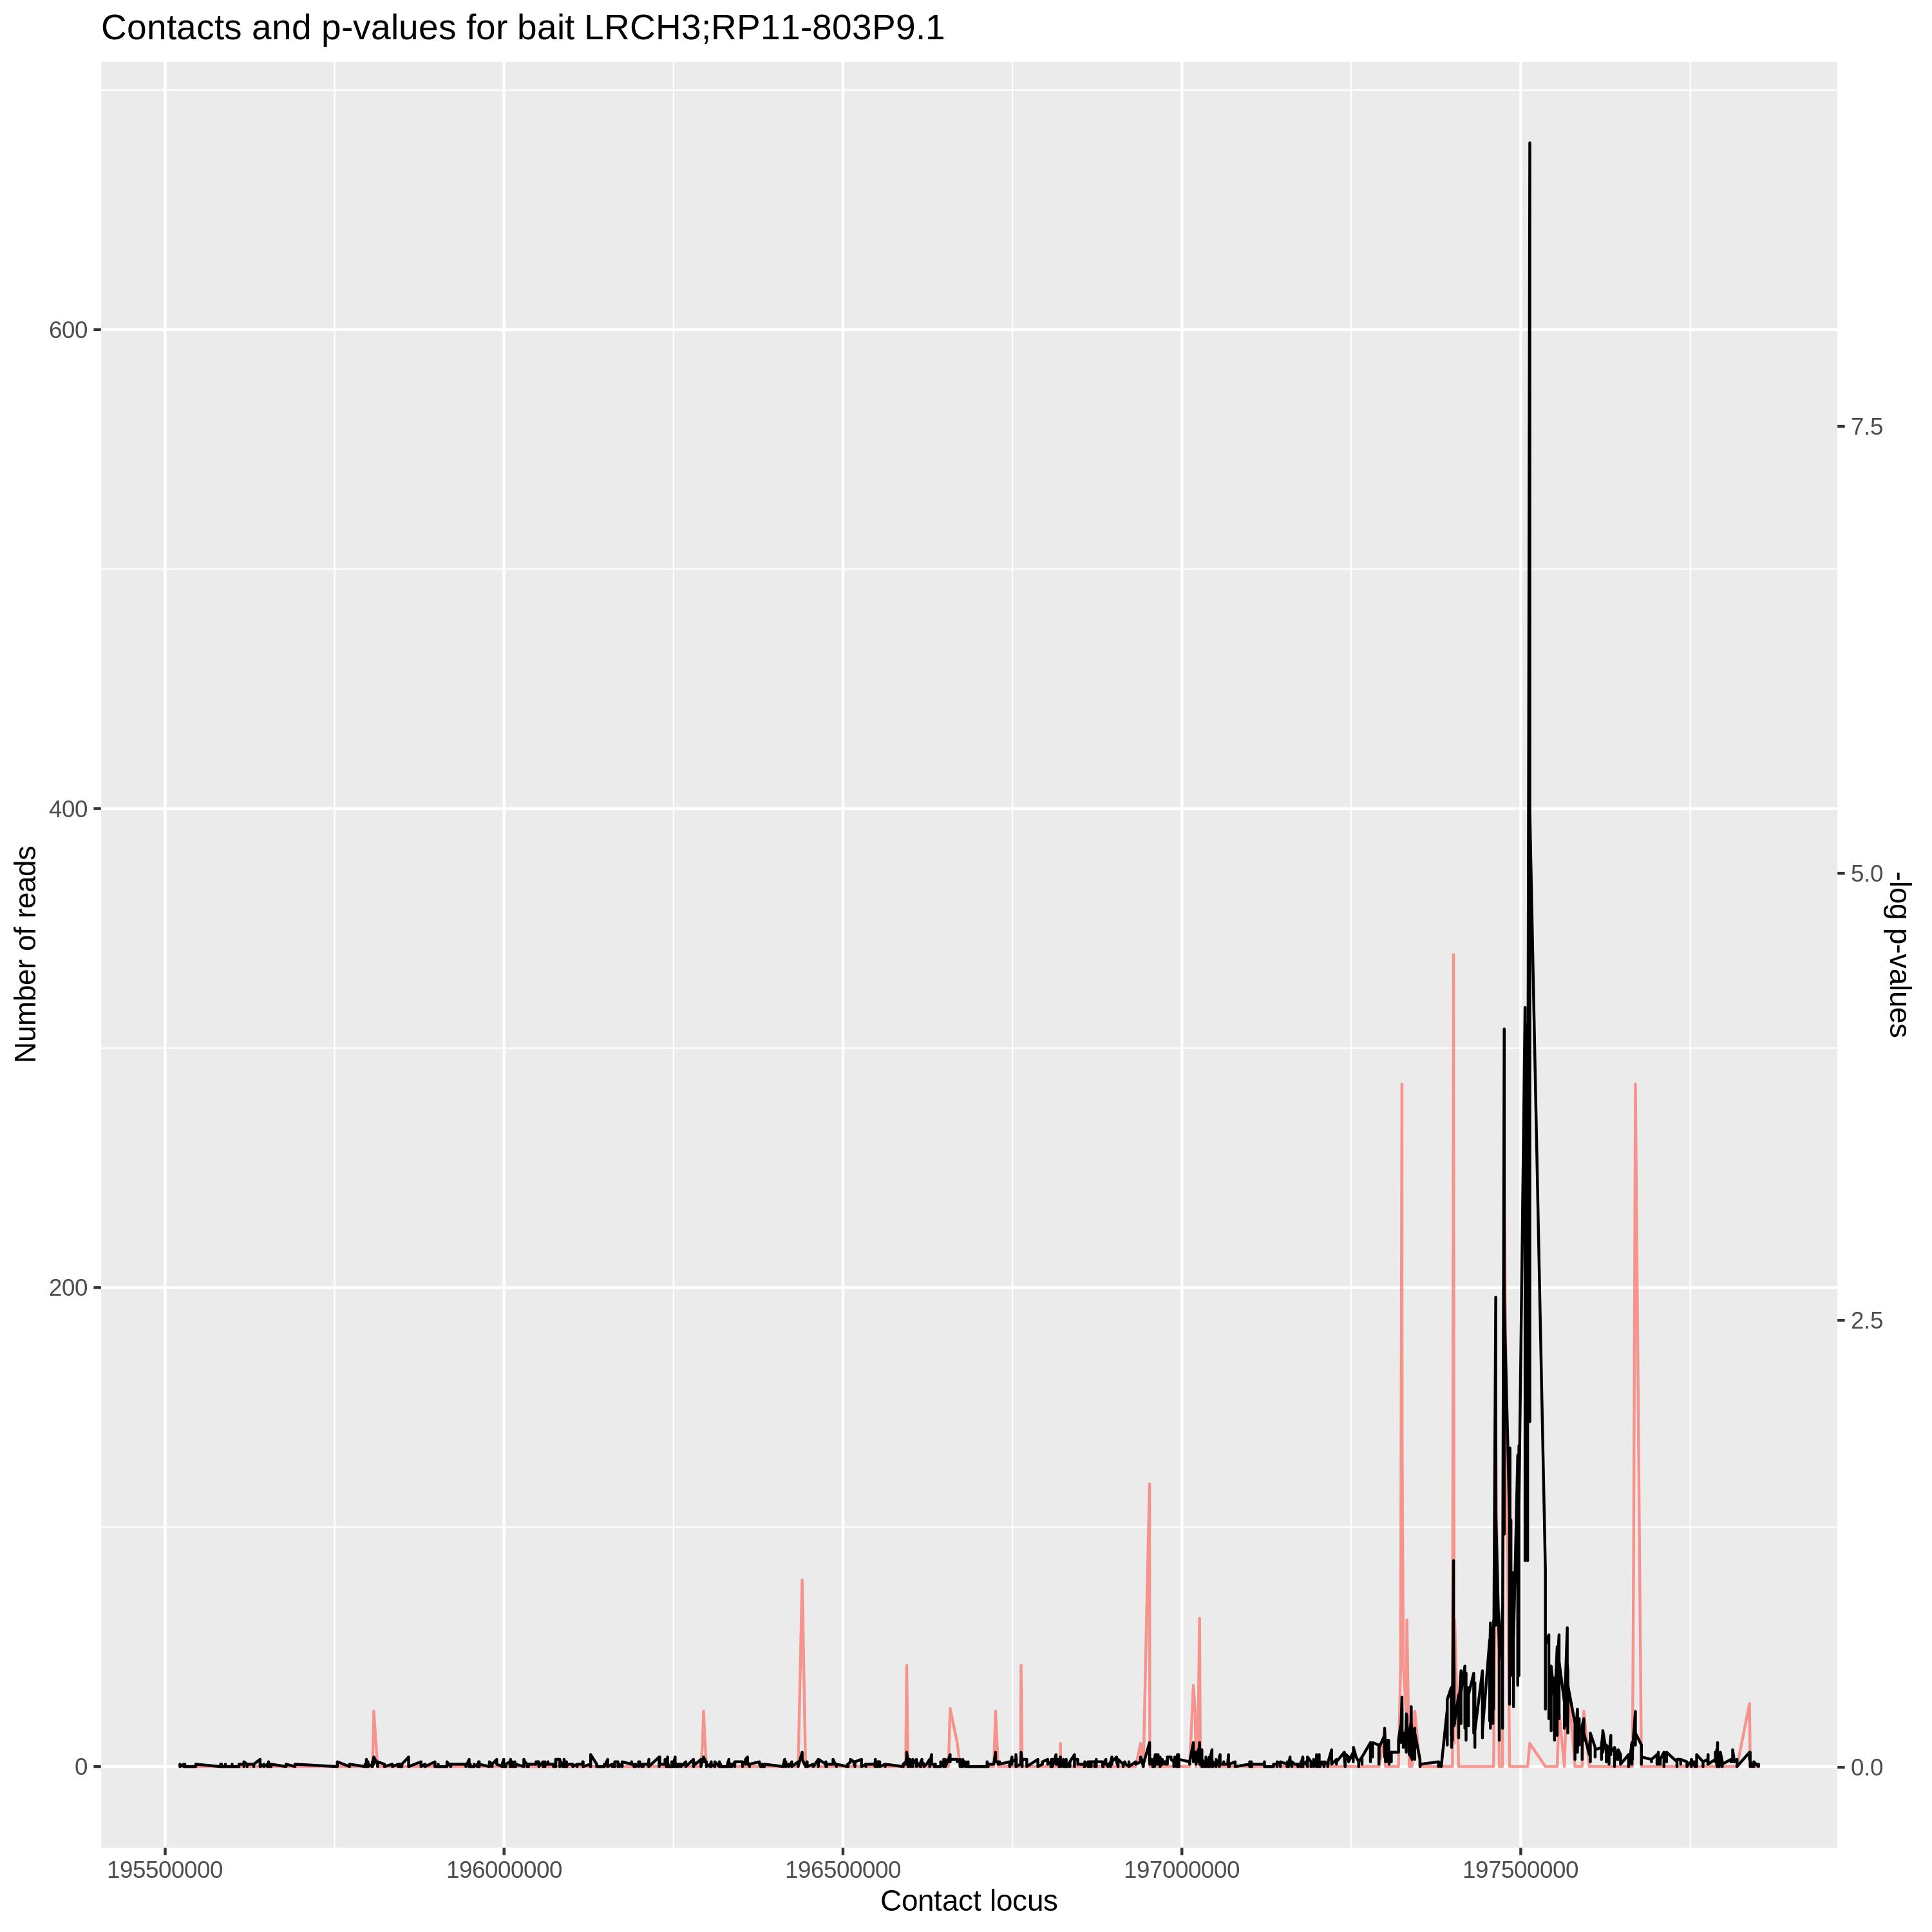 Contacts and p-values for bait LRCH3;RP11-803P9.1
600
400
200
0
Number of reads
7.5
5.0
2.5
0.0
-log p-values
195500000 196000000 196500000 197000000 197500000
Contact locus